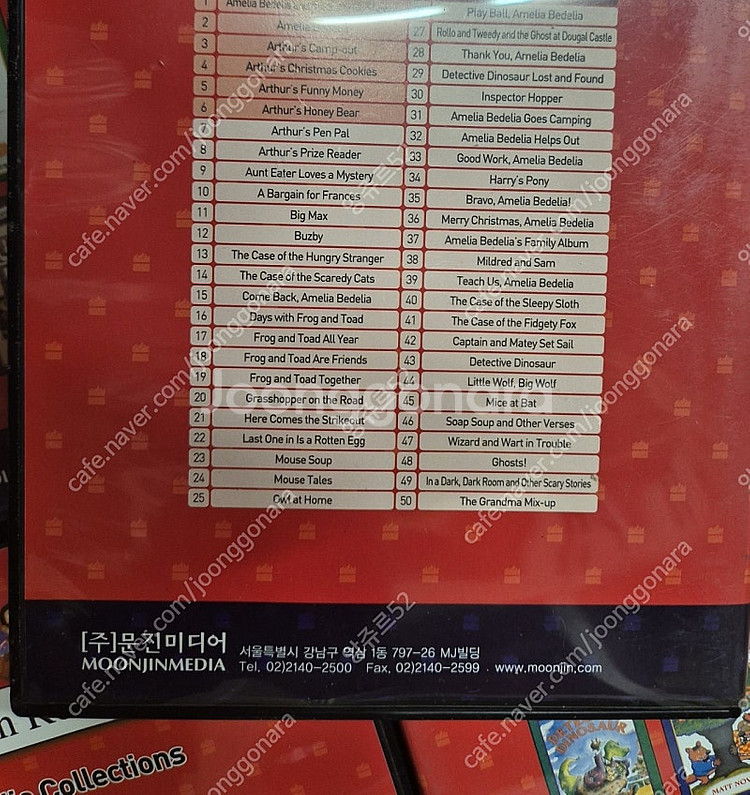 1 Amelia Bedelia and
2 Amelia
3 Arthur's Camp-out
4 Arthur's Christmas Cookies
5 Arthur's Funny Money
6 Arthur's Honey Bear
7 Arthur's Pen Pal
8 Arthur's Prize Reader
9 Aunt Eater Loves a Mystery
10 A Bargain for Frances
11 Big Max
12 Buzby
13 The Case of the Hungry Stranger
14 The Case of the Scaredy Cats
15 Come Back, Amelia Bedelia
16 Days with Frog and Toad
17 Frog and Toad All Year
18 Frog and Toad Are Friends
19 Frog and Toad Together
20 Grasshopper on the Road
21 Here Comes the Strikeout
22 Last One in Is a Rotten Egg
23 Mouse Soup
24 Mouse Tales
25 Owl at Home
Play Ball, Amelia Bedelia
27 Rollo and Tweedy and the Ghost at Dougal Castle
28 Thank You, Amelia Bedelia
29 Detective Dinosaur Lost and Found
30 Inspector Hopper
31 Amelia Bedelia Goes Camping
32 Amelia Bedelia Helps Out
33 Good Work, Amelia Bedelia
34 Harry's Pony
35 Bravo, Amelia Bedelia!
36 Merry Christmas, Amelia Bedelia
37 Amelia Bedelia's Family Album
38 Mildred and Sam
39 Teach Us, Amelia Bedelia
40 The Case of the Sleepy Sloth
41 The Case of the Fidgety Fox
42 Captain and Matey Set Sail
43 Detective Dinosaur
44 Little Wolf, Big Wolf
45 Mice at Bat
46 Soap Soup and Other Verses
47 Wizard and Wart in Trouble
48 Ghosts!
49 In a Dark, Dark Room and Other Scary Stories
50 The Grandma Mix-up
[주]문진미디어
MOONJINMEDIA
서울특별시 강남구 역삼 1동 797-26 MJ빌딩
Tel. 02)2140-2500 Fax. 02)2140-2599 · www.moonjin.com
Collections
DINOSAUR
MATT NOV
Joonggonara
cafe.naver.com/joonggonara
양쥬르52